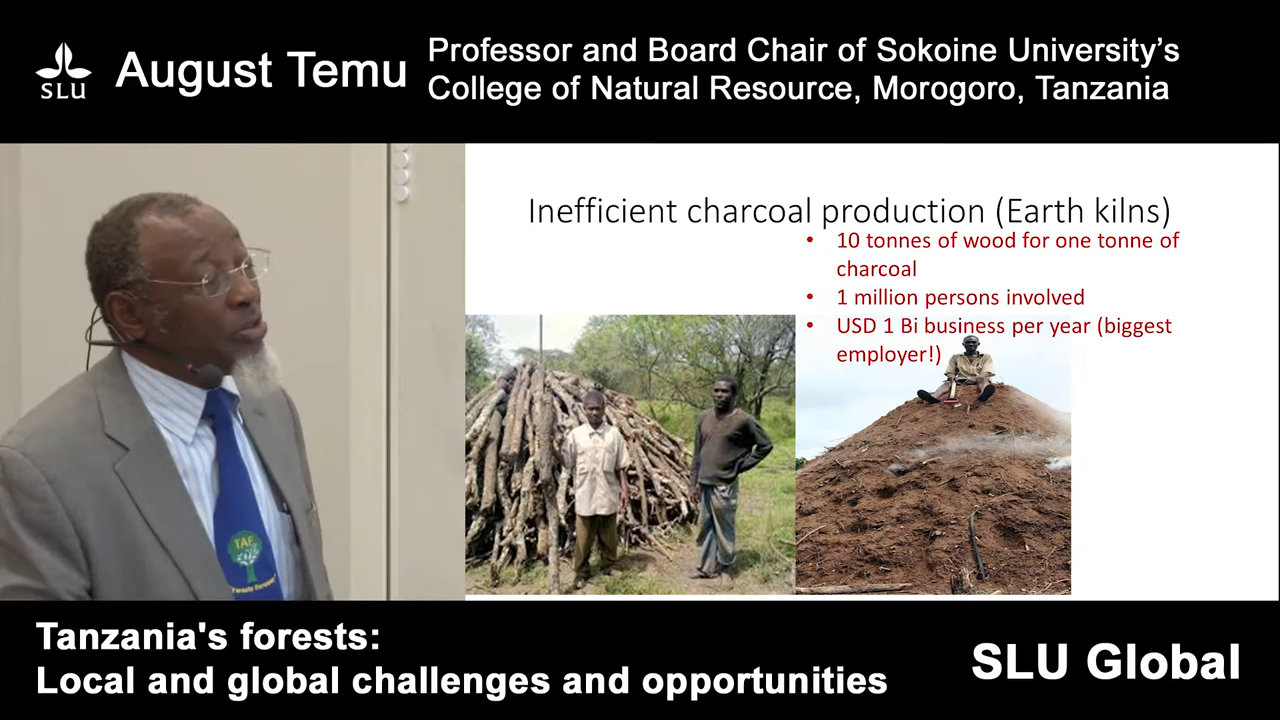 SLU
August Temu
Professor and Board Chair of Sokoine University's
College of Natural Resource, Morogoro, Tanzania
Inefficient charcoal production (Earth kilns)
• 10 tonnes of wood for one tonne of
charcoal
• 1 million persons involved
• USD 1 Bi business per year (biggest
employer!)
TAF
Tanzania's forests:
Local and global challenges and opportunities
SLU Global